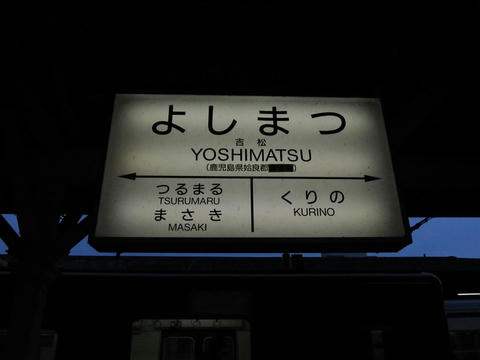 よしまつ
吉松
YOSHIMATSU
(鹿児島県姶良郡
つるまる
TSURUMARU
まさき
MASAKI
くりの
KURINO